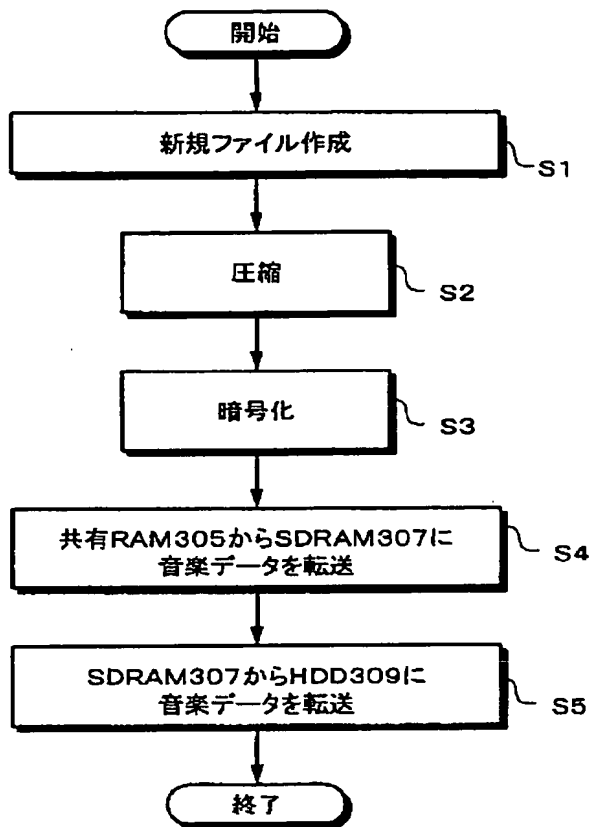 開始
新規ファイル作成
S1
圧縮
S2
暗号化
S3
共有RAM305からSDRAM307に
音楽データを転送
S4
SDRAM307からHDD309に
音楽データを転送
S5
終了